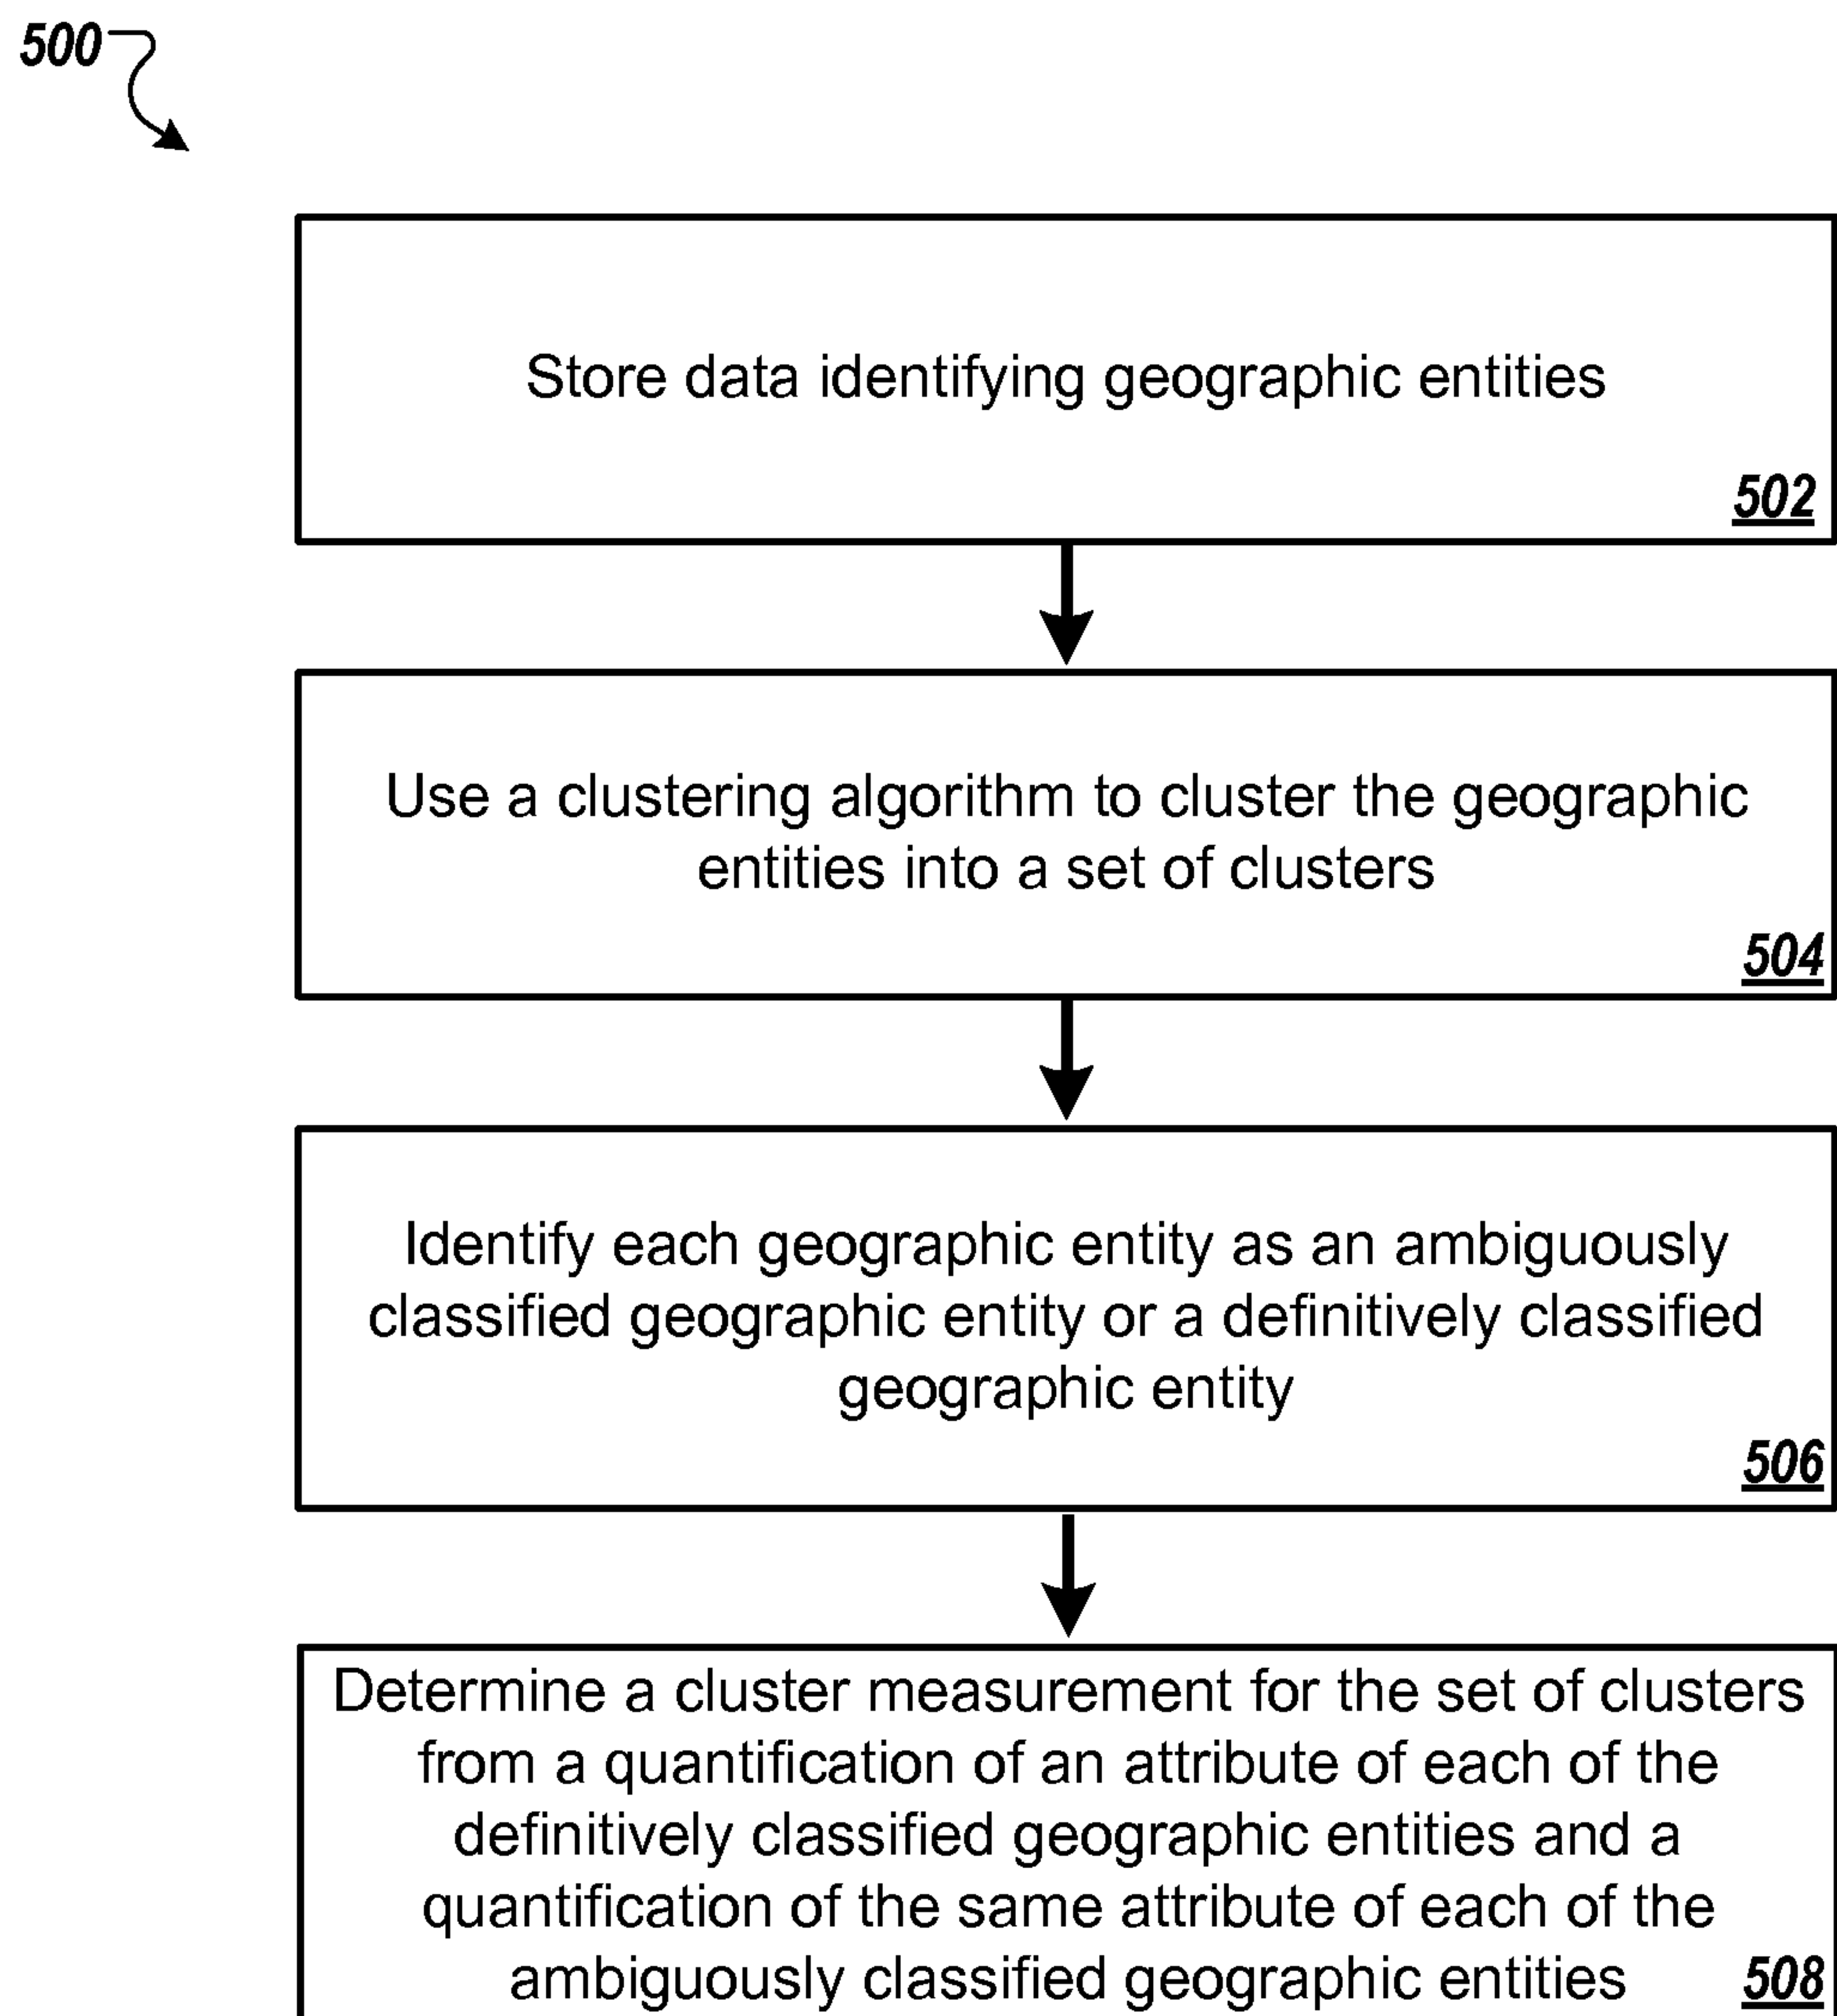 500
Store data identifying geographic entities
502
Use a clustering algorithm to cluster the geographic
entities into a set of clusters
504
Identify each geographic entity as an ambiguously
classified geographic entity or a definitively classified
geographic entity
506
Determine a cluster measurement for the set of clusters
from a quantification of an attribute of each of the
definitively classified geographic entities and a
quantification of the same attribute of each of the
ambiguously classified geographic entities
508